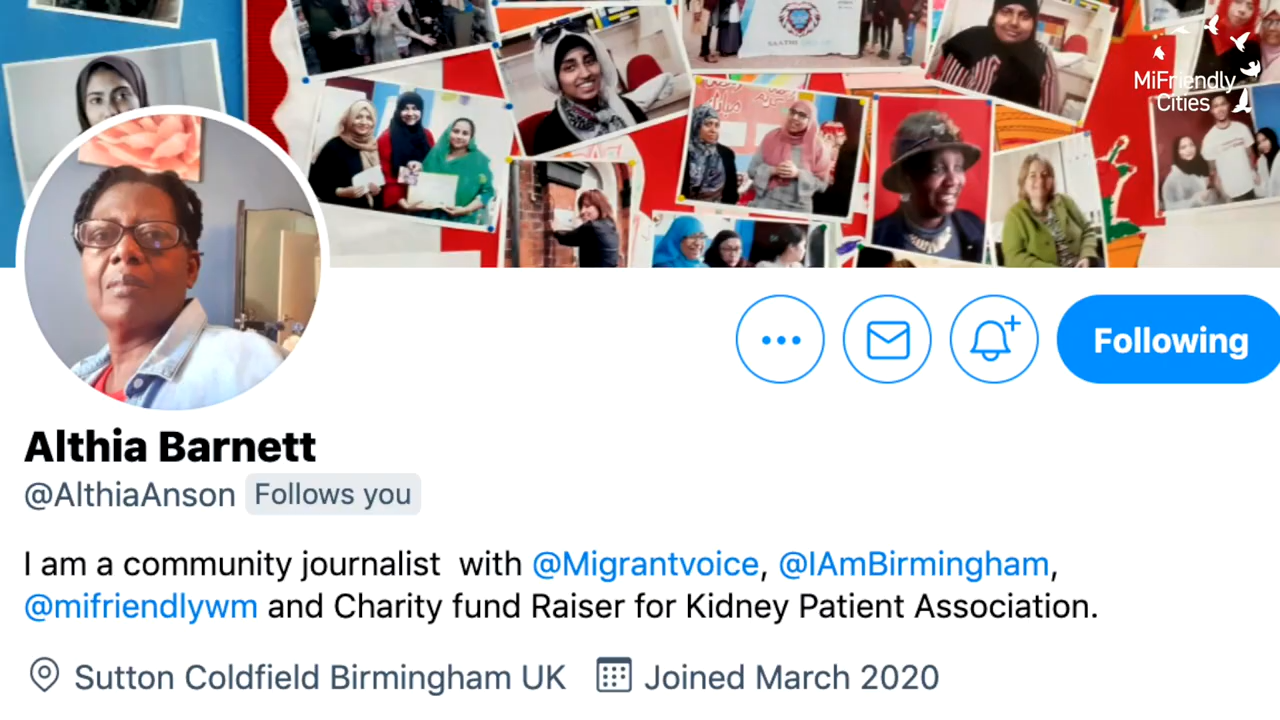 SAATHI
MiFriendly
Cities
Following
Althia Barnett
@AlthiaAnson Follows you
I am a community journalist with @Migrantvoice, @IAmBirmingham,
@mifriendlywm and Charity fund Raiser for Kidney Patient Association.
Sutton Coldfield Birmingham UK Joined March 2020